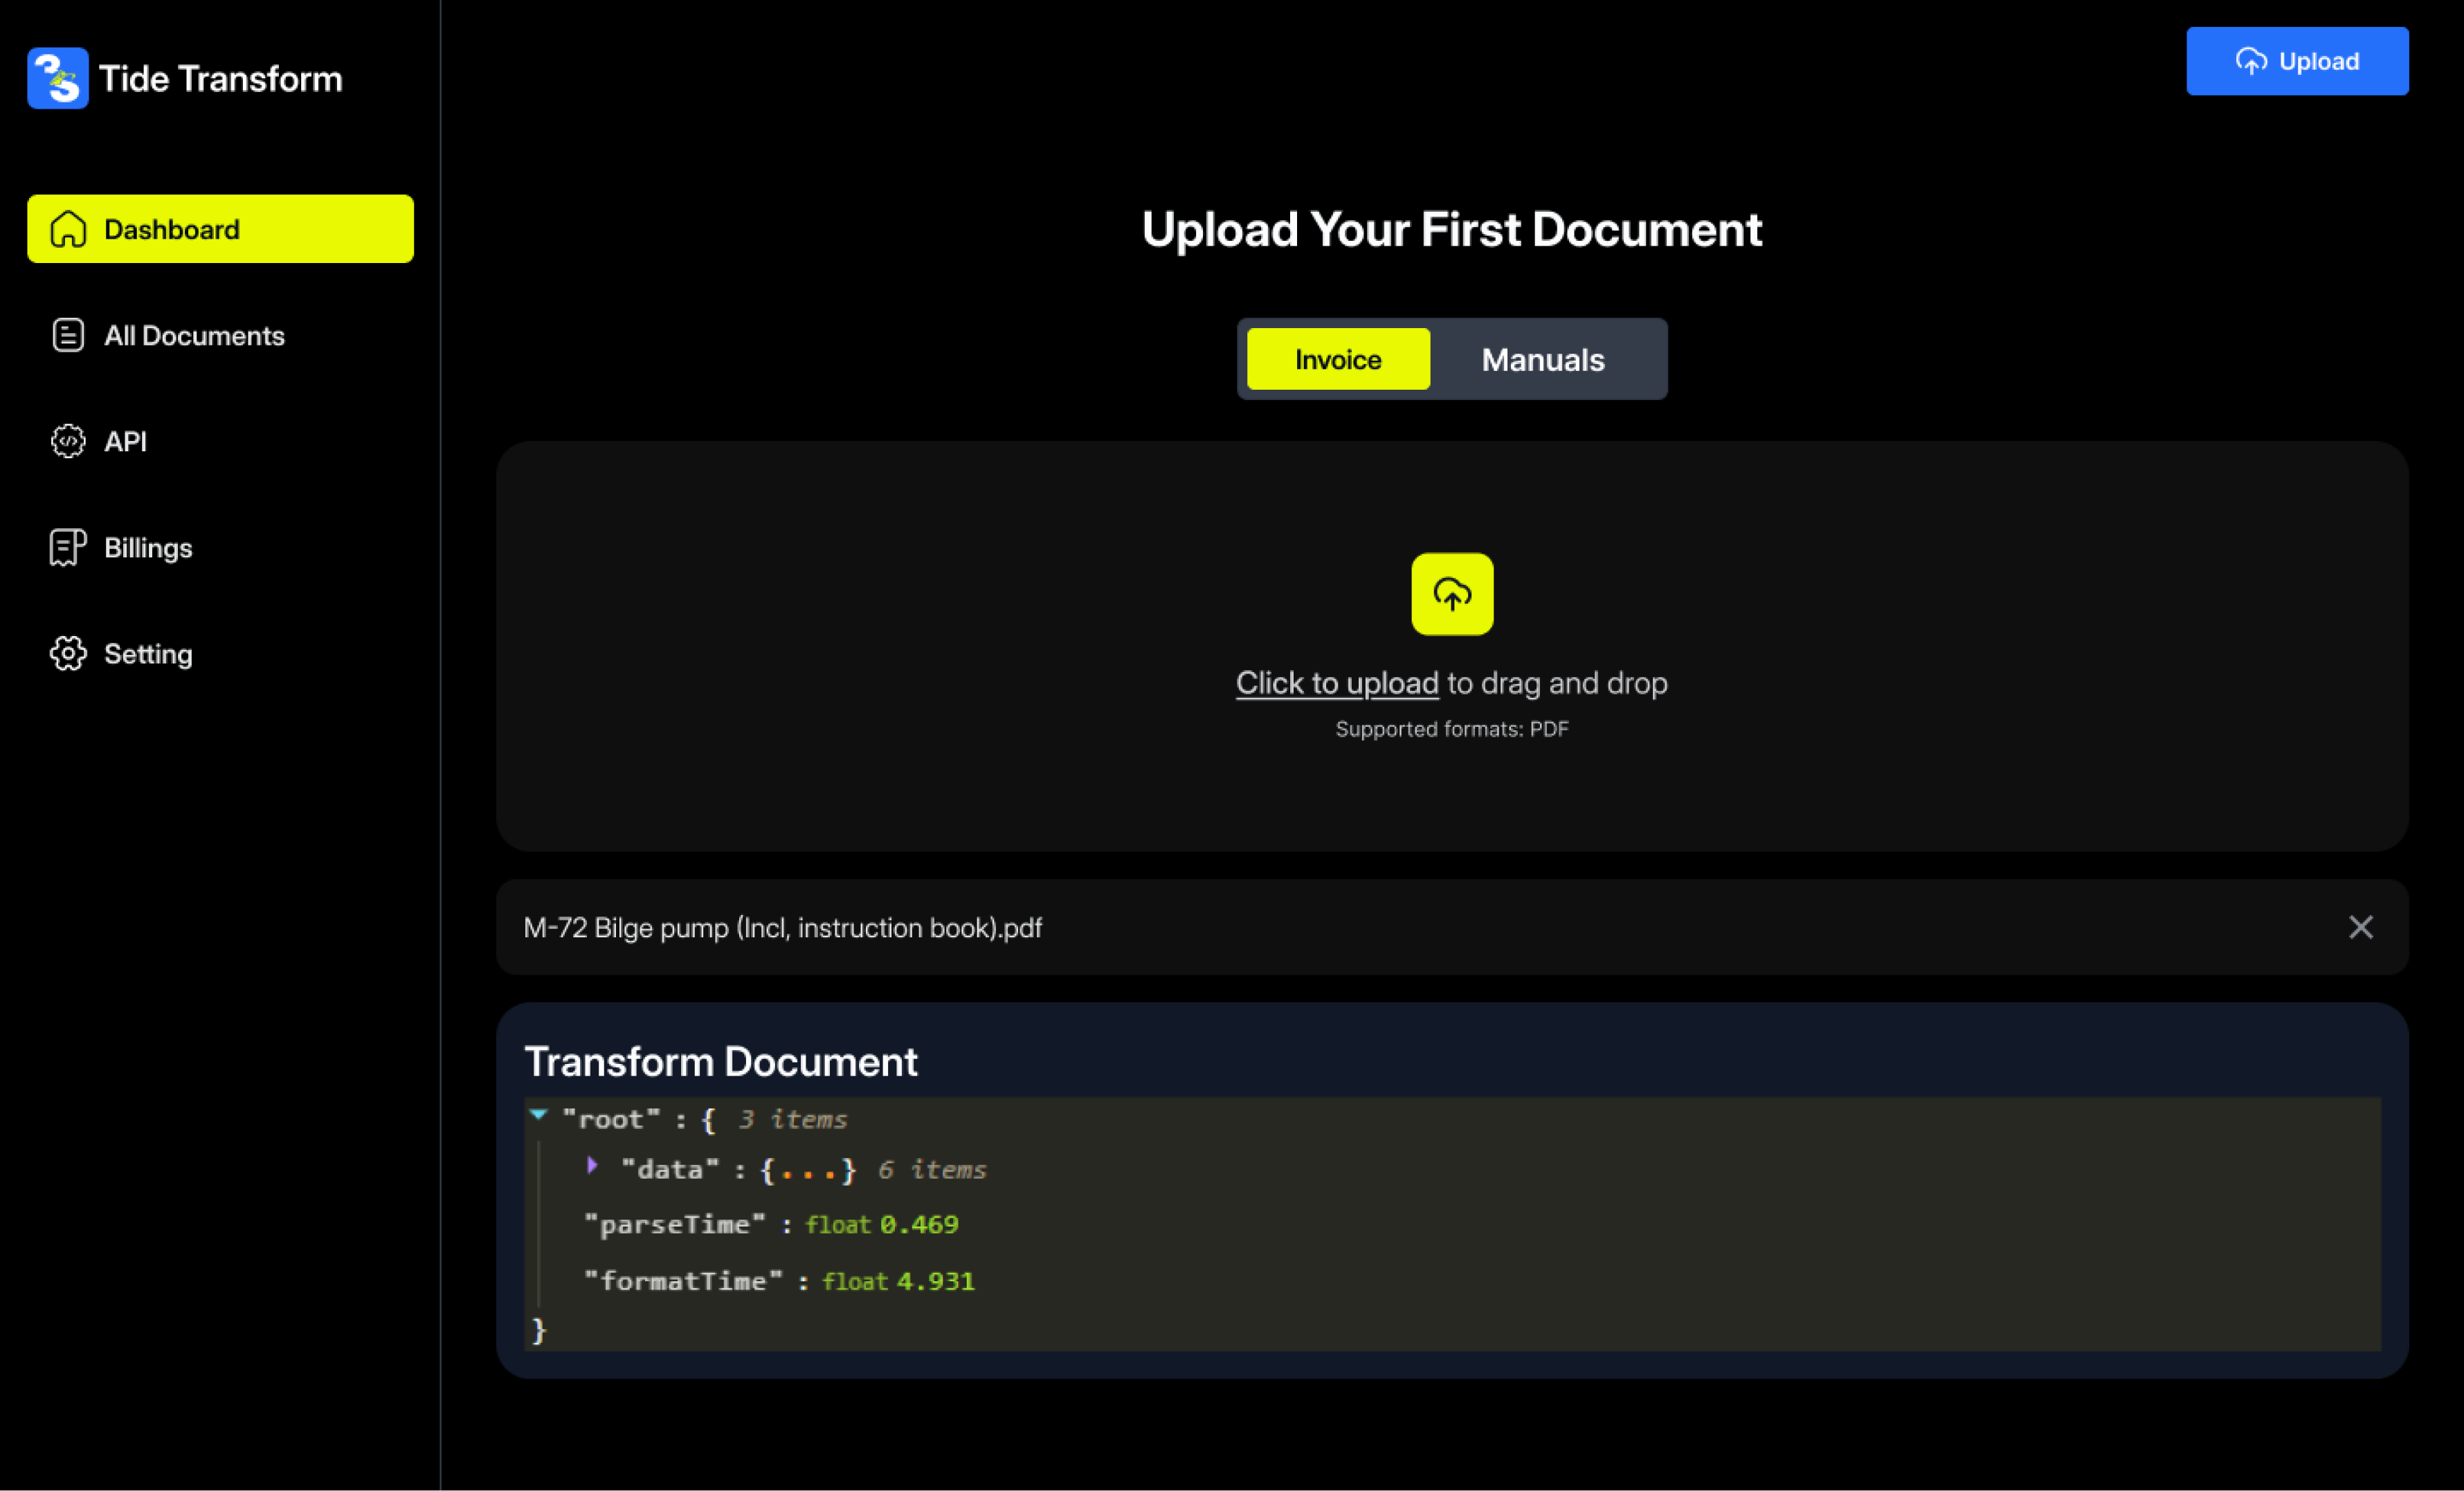 3S
Tide Transform
Upload
Dashboard
All Documents
API
Billings
Setting
Upload Your First Document
Invoice
Manuals
Click to upload to drag and drop
Supported formats: PDF
M-72 Bilge pump (Incl, instruction book).pdf
Transform Document
"root" : { 3 items
"data" : {...} 6 items
"parseTime" : float 0.469
"formatTime" : float 4.931
}